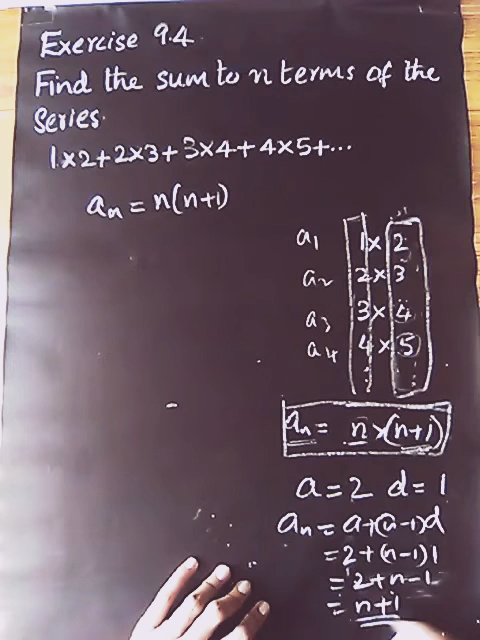 Exercise 9.4
Find the sum to n terms of the
Series.
1×2+2×3+3×4+4×5+...
an = n(n+1)
a1 1× 2
a2 2× 3
a3 3× 4
a4 4 × 5
an = n×(n+1)
a=2 d=1
an = a+(n-1)d
=2+(n-1)1
=2+n-1
= n+1